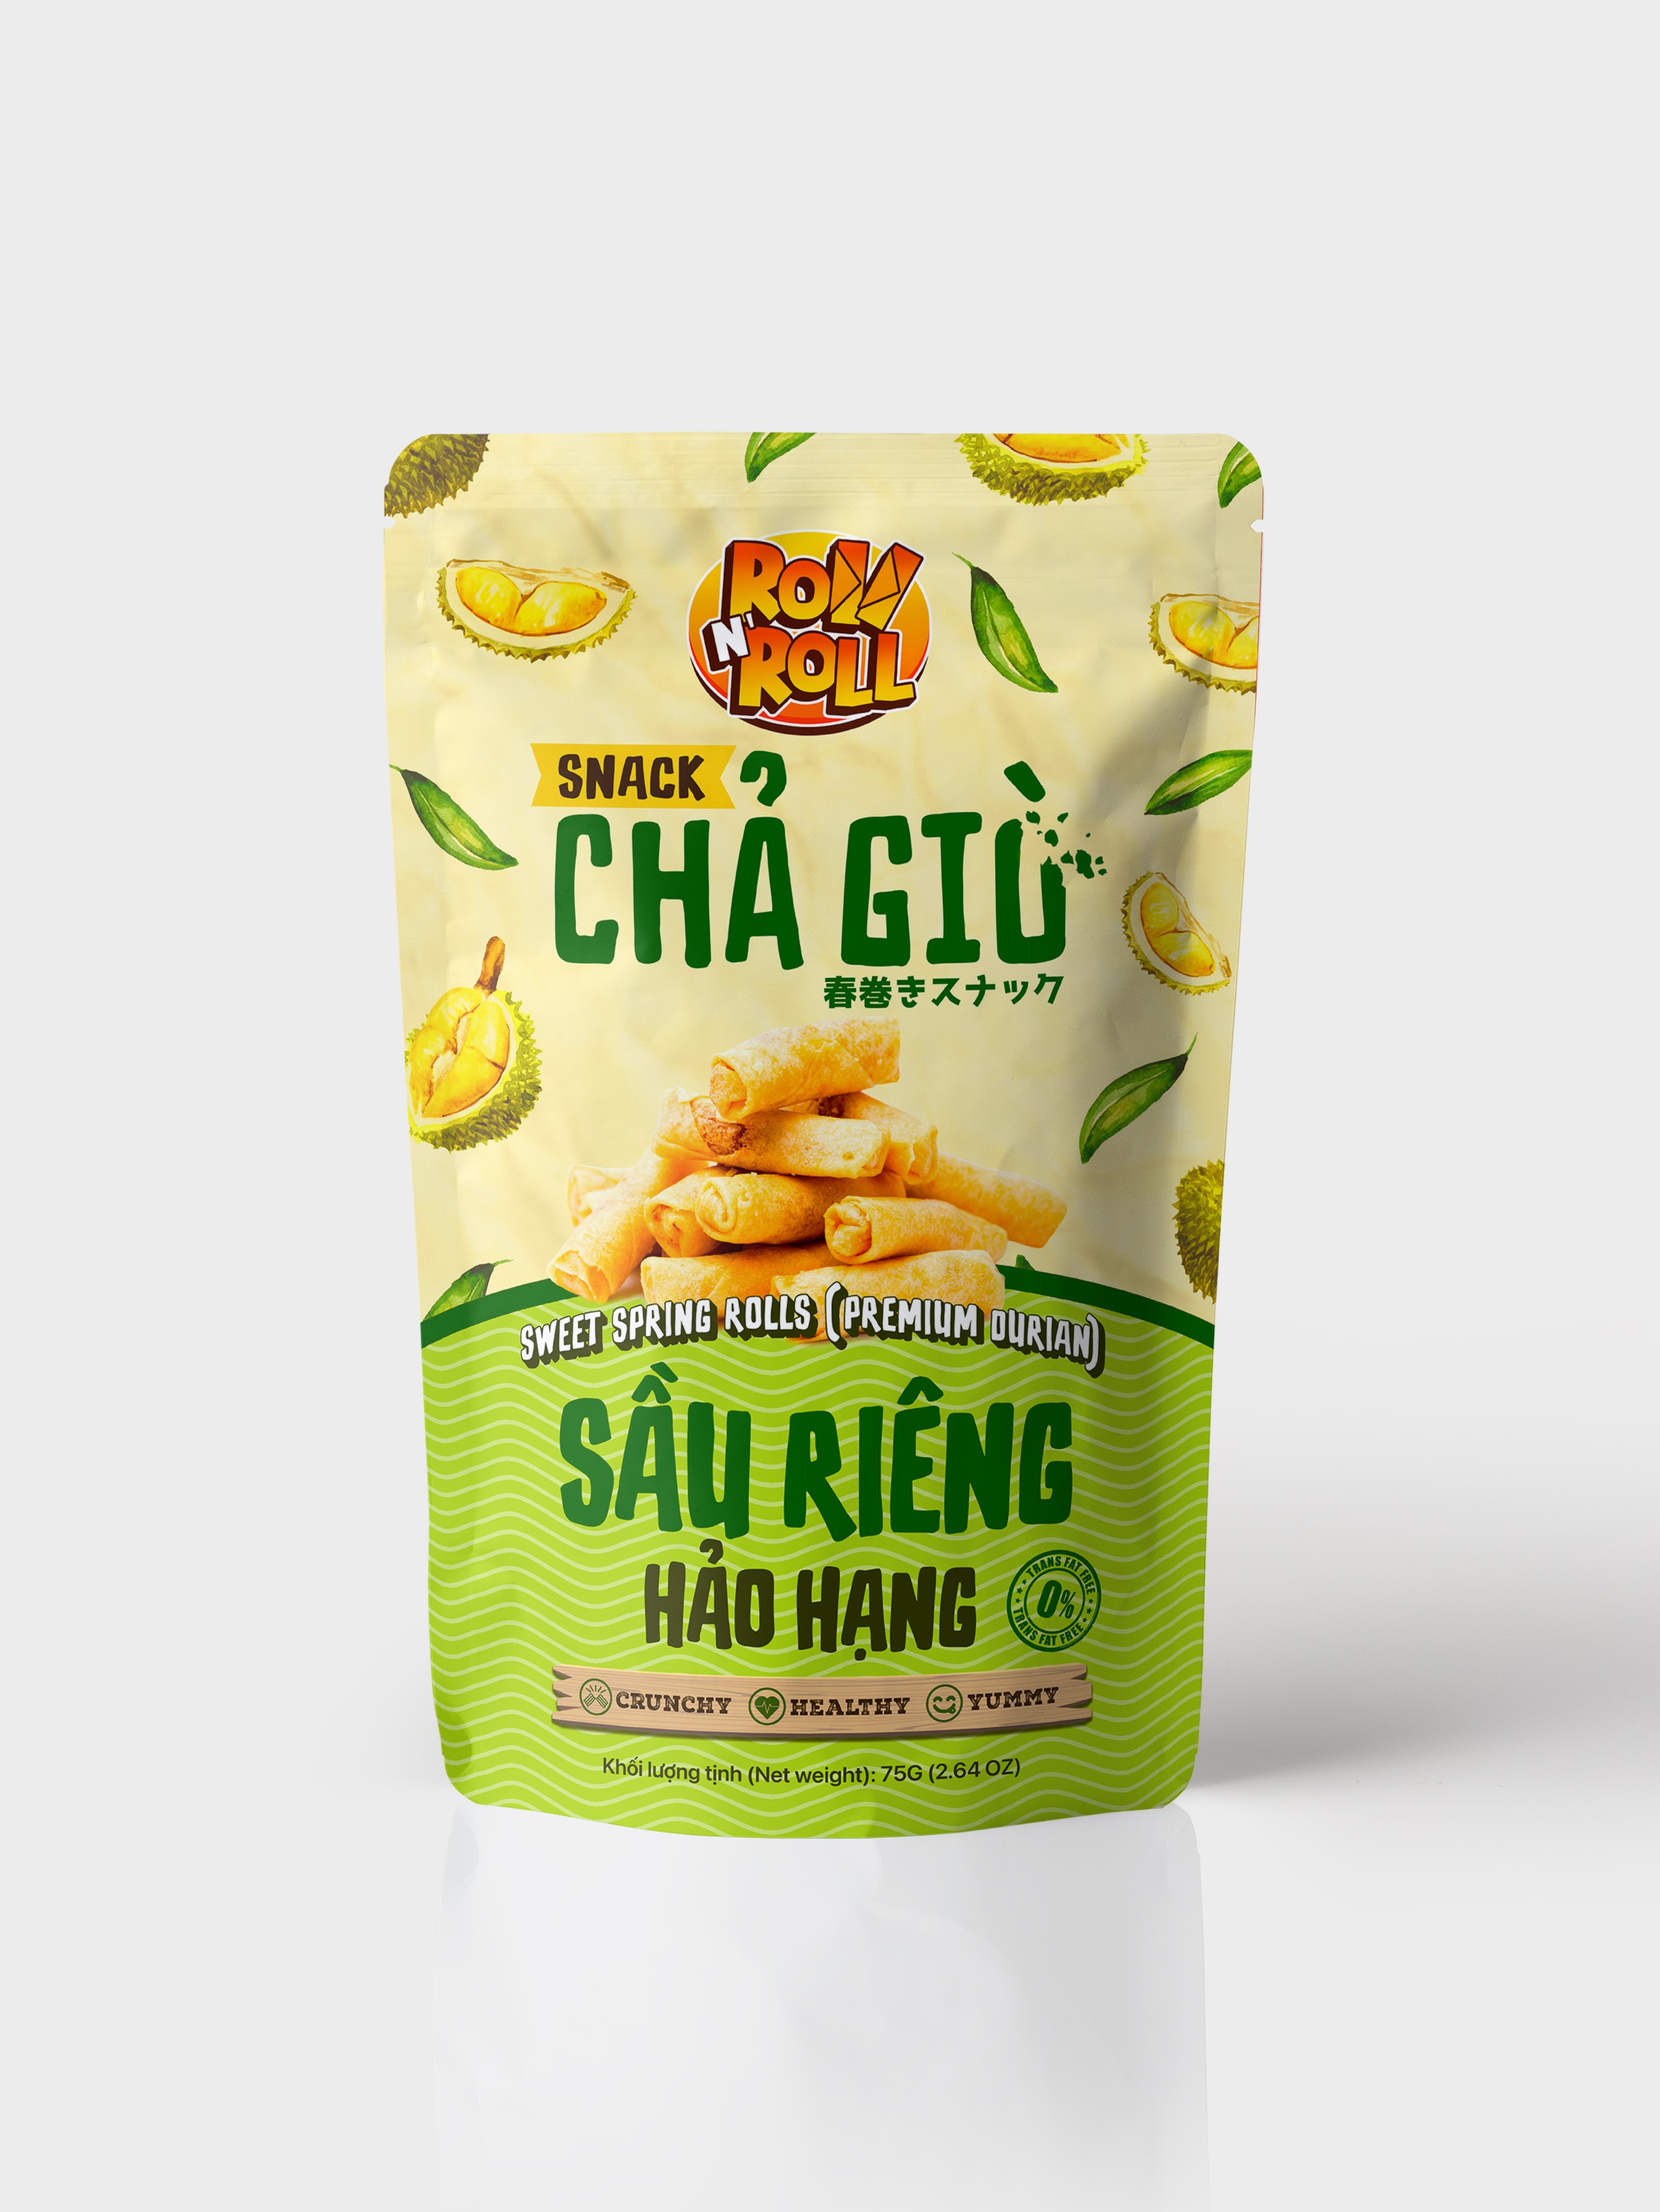 ROLL
N'ROLL
SNACK
CHẢ GIÒ
春巻きスナック
SWEET SPRING ROLLS (PREMIUM DURIAN)
SẦU RIÊNG
HẢO HẠNG
TRANS FAT FREE
0%
TRANS FAT FREE
CRUNCHY HEALTHY YUMMY
Khối lượng tịnh (Net weight): 75G (2.64 OZ)